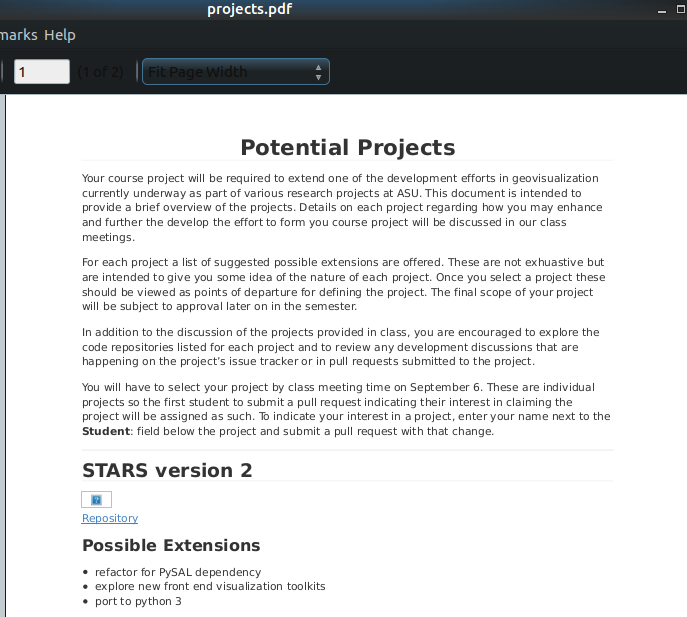 projects.pdf
marks Help
1 (1 of 2) Fit Page Width
Potential Projects
Your course project will be required to extend one of the development efforts in geovisualization
currently underway as part of various research projects at ASU. This document is intended to
provide a brief overview of the projects. Details on each project regarding how you may enhance
and further the develop the effort to form you course project will be discussed in our class
meetings.
For each project a list of suggested possible extensions are offered. These are not exhuastive but
are intended to give you some idea of the nature of each project. Once you select a project these
should be viewed as points of departure for defining the project. The final scope of your project
will be subject to approval later on in the semester.
In addition to the discussion of the projects provided in class, you are encouraged to explore the
code repositories listed for each project and to review any development discussions that are
happening on the project's issue tracker or in pull requests submitted to the project.
You will have to select your project by class meeting time on September 6. These are individual
projects so the first student to submit a pull request indicating their interest in claiming the
project will be assigned as such. To indicate your interest in a project, enter your name next to the
Student: field below the project and submit a pull request with that change.
STARS version 2
?
Repository
Possible Extensions
• refactor for PySAL dependency
• explore new front end visualization toolkits
• port to python 3